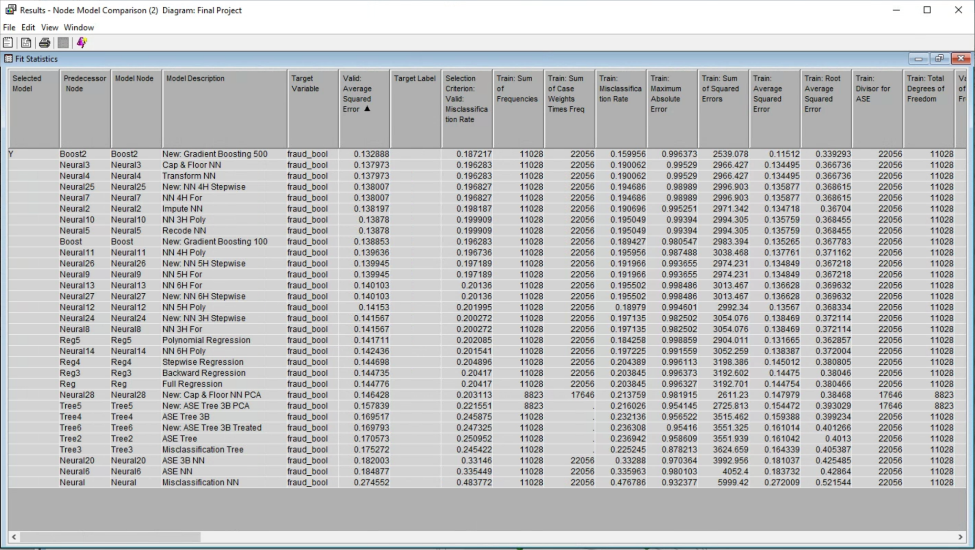 Results - Node: Model Comparison (2) Diagram: Final Project
File Edit View Window
Fit Statistics
Selected Model | Predecessor Node | Model Node | Model Description | Target Variable | Valid: Average Squared Error ▲ | Target Label | Selection Criterion: Valid: Misclassifica tion Rate | Train: Sum of Frequencies | Train: Sum of Case Weights Times Freq | Train: Misclassifica tion Rate | Train: Maximum Absolute Error | Train: Sum of Squared Errors | Train: Average Squared Error | Train: Root Average Squared Error | Train: Divisor for ASE | Train: Total Degrees of Freedom
Y Boost2 Boost2 New: Gradient Boosting 500 fraud_bool 0.132888 0.187217 11028 22056 0.159956 0.996373 2539.078 0.11512 0.339293 22056 11028
Neural3 Neural3 Cap & Floor NN fraud_bool 0.137973 0.196283 11028 22056 0.190062 0.99529 2966.427 0.134495 0.366736 22056 11028
Neural4 Neural4 Transform NN fraud_bool 0.137973 0.196283 11028 22056 0.190062 0.99529 2966.427 0.134495 0.366736 22056 11028
Neural25 Neural25 New: NN 4H Stepwise fraud_bool 0.138007 0.196827 11028 22056 0.194686 0.98989 2996.903 0.135877 0.368615 22056 11028
Neural7 Neural7 NN 4H For fraud_bool 0.138007 0.196827 11028 22056 0.194686 0.98989 2996.903 0.135877 0.368615 22056 11028
Neural2 Neural2 Impute NN fraud_bool 0.138197 0.198187 11028 22056 0.190696 0.995251 2971.342 0.134718 0.36704 22056 11028
Neural10 Neural10 NN 3H Poly fraud_bool 0.13878 0.199909 11028 22056 0.195049 0.99394 2994.305 0.135759 0.368455 22056 11028
Neural5 Neural5 Recode NN fraud_bool 0.13878 0.199909 11028 22056 0.195049 0.99394 2994.305 0.135759 0.368455 22056 11028
Boost Boost New: Gradient Boosting 100 fraud_bool 0.138853 0.196283 11028 22056 0.189427 0.980547 2983.394 0.135265 0.367783 22056 11028
Neural11 Neural11 NN 4H Poly fraud_bool 0.139636 0.196736 11028 22056 0.191966 0.987488 3038.468 0.137761 0.371162 22056 11028
Neural26 Neural26 New: NN 5H Stepwise fraud_bool 0.139945 0.197189 11028 22056 0.191966 0.993655 2974.231 0.134849 0.367218 22056 11028
Neural9 Neural9 NN 5H For fraud_bool 0.139945 0.197189 11028 22056 0.191966 0.993655 2974.231 0.134849 0.367218 22056 11028
Neural13 Neural13 NN 6H For fraud_bool 0.140103 0.20136 11028 22056 0.195502 0.998486 3013.467 0.136628 0.369632 22056 11028
Neural27 Neural27 New: NN 6H Stepwise fraud_bool 0.140103 0.20136 11028 22056 0.195502 0.998486 3013.467 0.136628 0.369632 22056 11028
Neural12 Neural12 NN 5H Poly fraud_bool 0.14153 0.201995 11028 22056 0.18979 0.994601 2992.34 0.13567 0.368334 22056 11028
Neural24 Neural24 New: NN 3H Stepwise fraud_bool 0.141567 0.200272 11028 22056 0.197135 0.982502 3054.076 0.138469 0.372114 22056 11028
Neural8 Neural8 NN 3H For fraud_bool 0.141567 0.200272 11028 22056 0.197135 0.982502 3054.076 0.138469 0.372114 22056 11028
Reg5 Reg5 Polynomial Regression fraud_bool 0.141711 0.202085 11028 22056 0.184258 0.998859 2904.011 0.131665 0.362857 22056 11028
Neural14 Neural14 NN 6H Poly fraud_bool 0.142436 0.201541 11028 22056 0.197225 0.991559 3052.259 0.138387 0.372004 22056 11028
Reg4 Reg4 Stepwise Regression fraud_bool 0.144698 0.204896 11028 22056 0.204389 0.996113 3198.386 0.145012 0.380805 22056 11028
Reg3 Reg3 Backward Regression fraud_bool 0.144735 0.20417 11028 22056 0.203845 0.996373 3192.602 0.14475 0.38046 22056 11028
Reg Reg Full Regression fraud_bool 0.144776 0.20417 11028 22056 0.203845 0.996327 3192.701 0.144754 0.380466 22056 11028
Neural28 Neural28 New: Cap & Floor NN PCA fraud_bool 0.146428 0.203113 8823 17646 0.213759 0.981915 2611.23 0.147979 0.38468 17646 8823
Tree5 Tree5 New: ASE Tree 3B PCA fraud_bool 0.157839 0.221551 8823 . 0.216026 0.954145 2725.813 0.154472 0.393029 17646 8823
Tree4 Tree4 ASE Tree 3B fraud_bool 0.169517 0.245875 11028 . 0.232136 0.956522 3515.462 0.159388 0.399234 22056 11028
Tree6 Tree6 New: ASE Tree 3B Treated fraud_bool 0.169793 0.247325 11028 . 0.236308 0.95416 3551.325 0.161014 0.401266 22056 11028
Tree2 Tree2 ASE Tree fraud_bool 0.170573 0.250952 11028 . 0.236942 0.958609 3551.939 0.161042 0.4013 22056 11028
Tree3 Tree3 Misclassification Tree fraud_bool 0.175272 0.245422 11028 . 0.225245 0.878213 3624.659 0.164339 0.405387 22056 11028
Neural20 Neural20 ASE 3B NN fraud_bool 0.182003 0.33146 11028 22056 0.33288 0.970364 3992.956 0.181037 0.425485 22056 11028
Neural6 Neural6 ASE NN fraud_bool 0.184877 0.335449 11028 22056 0.335963 0.980103 4052.4 0.183732 0.42864 22056 11028
Neural Neural Misclassification NN fraud_bool 0.274552 0.483772 11028 22056 0.476786 0.932377 5999.42 0.272009 0.521544 22056 11028